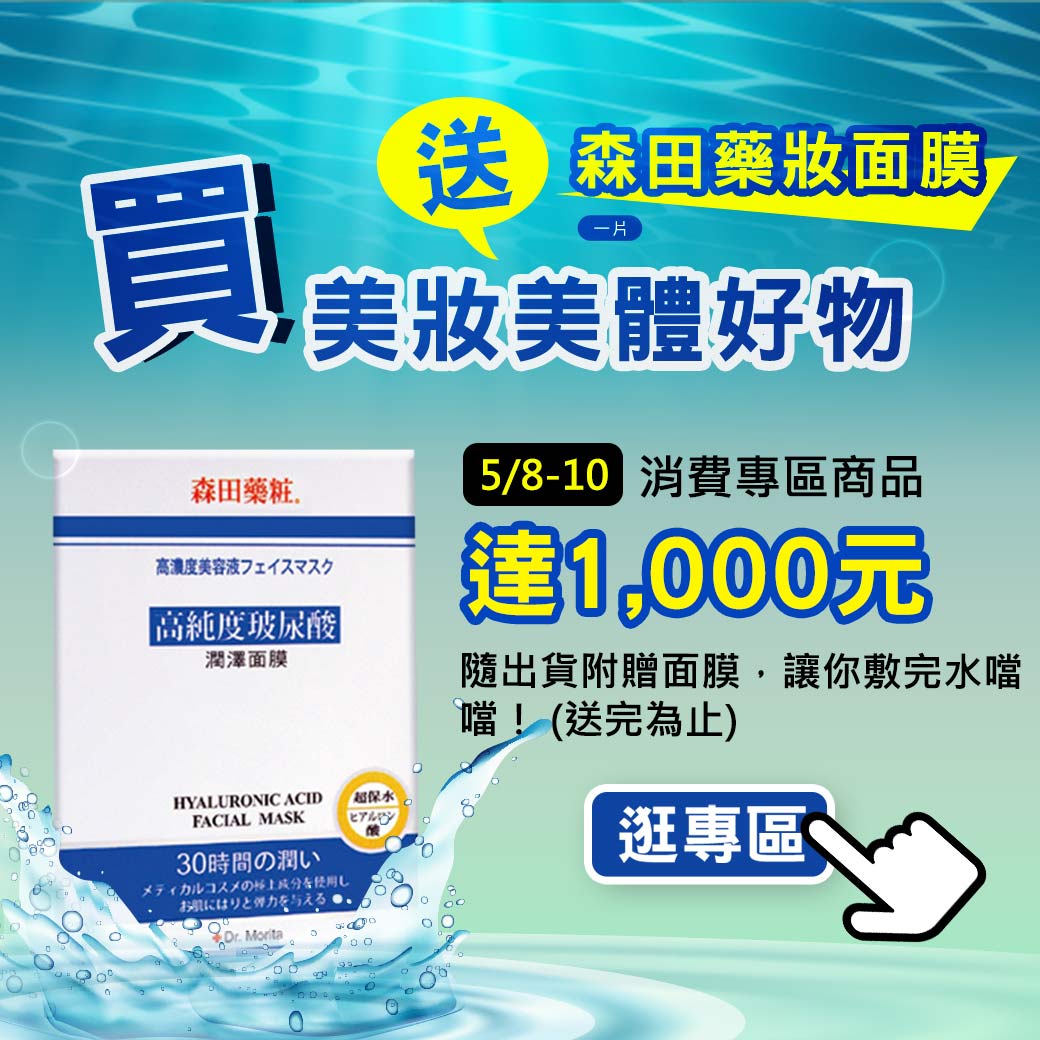 送
森田藥妝面膜
一片
買
美妝美體好物
5/8-10 消費專區商品
達1,000元
隨出貨附贈面膜，讓你敷完水噹
噹！ (送完為止)
逛專區
森田藥粧。
高濃度美容液フェイスマスク
高純度玻尿酸
潤澤面膜
HYALURONIC ACID
FACIAL MASK
超保水
ヒアルロン
酸
30時間の潤い
メディカルコスメの極上成分を使用し
お肌にはりと弾力を与える
Dr. Morita